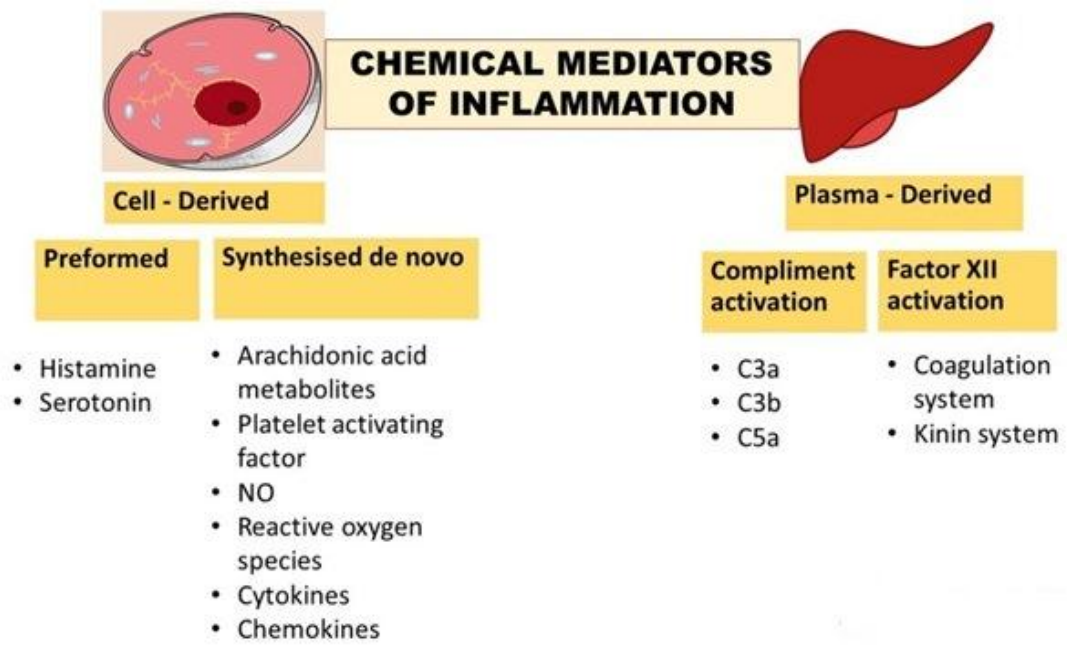 CHEMICAL MEDIATORS
OF INFLAMMATION
Cell - Derived
Preformed
• Histamine
• Serotonin
Synthesised de novo
• Arachidonic acid
metabolites
• Platelet activating
factor
• NO
• Reactive oxygen
species
• Cytokines
• Chemokines
Plasma - Derived
Compliment
activation
• C3a
• C3b
• C5a
Factor XII
activation
• Coagulation
system
• Kinin system